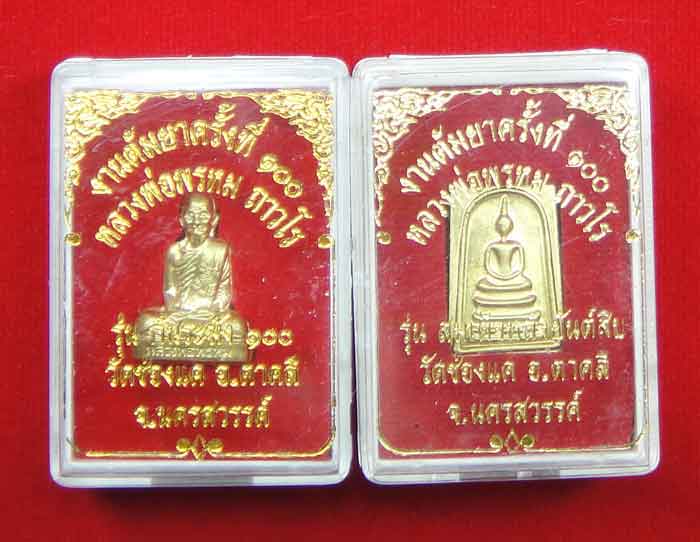 งานต้มยาครั้งที่ ๑๐๐
หลวงพ่อพรหม ถาวโร
รุ่น ๑๐๐
วัดช่องแค อ.ตาคลี
จ.นครสวรรค์
งานต้มยาครั้งที่ ๑๐๐
หลวงพ่อพรหม ถาวโร
รุ่น
วัดช่องแค อ.ตาคลี
จ.นครสวรรค์